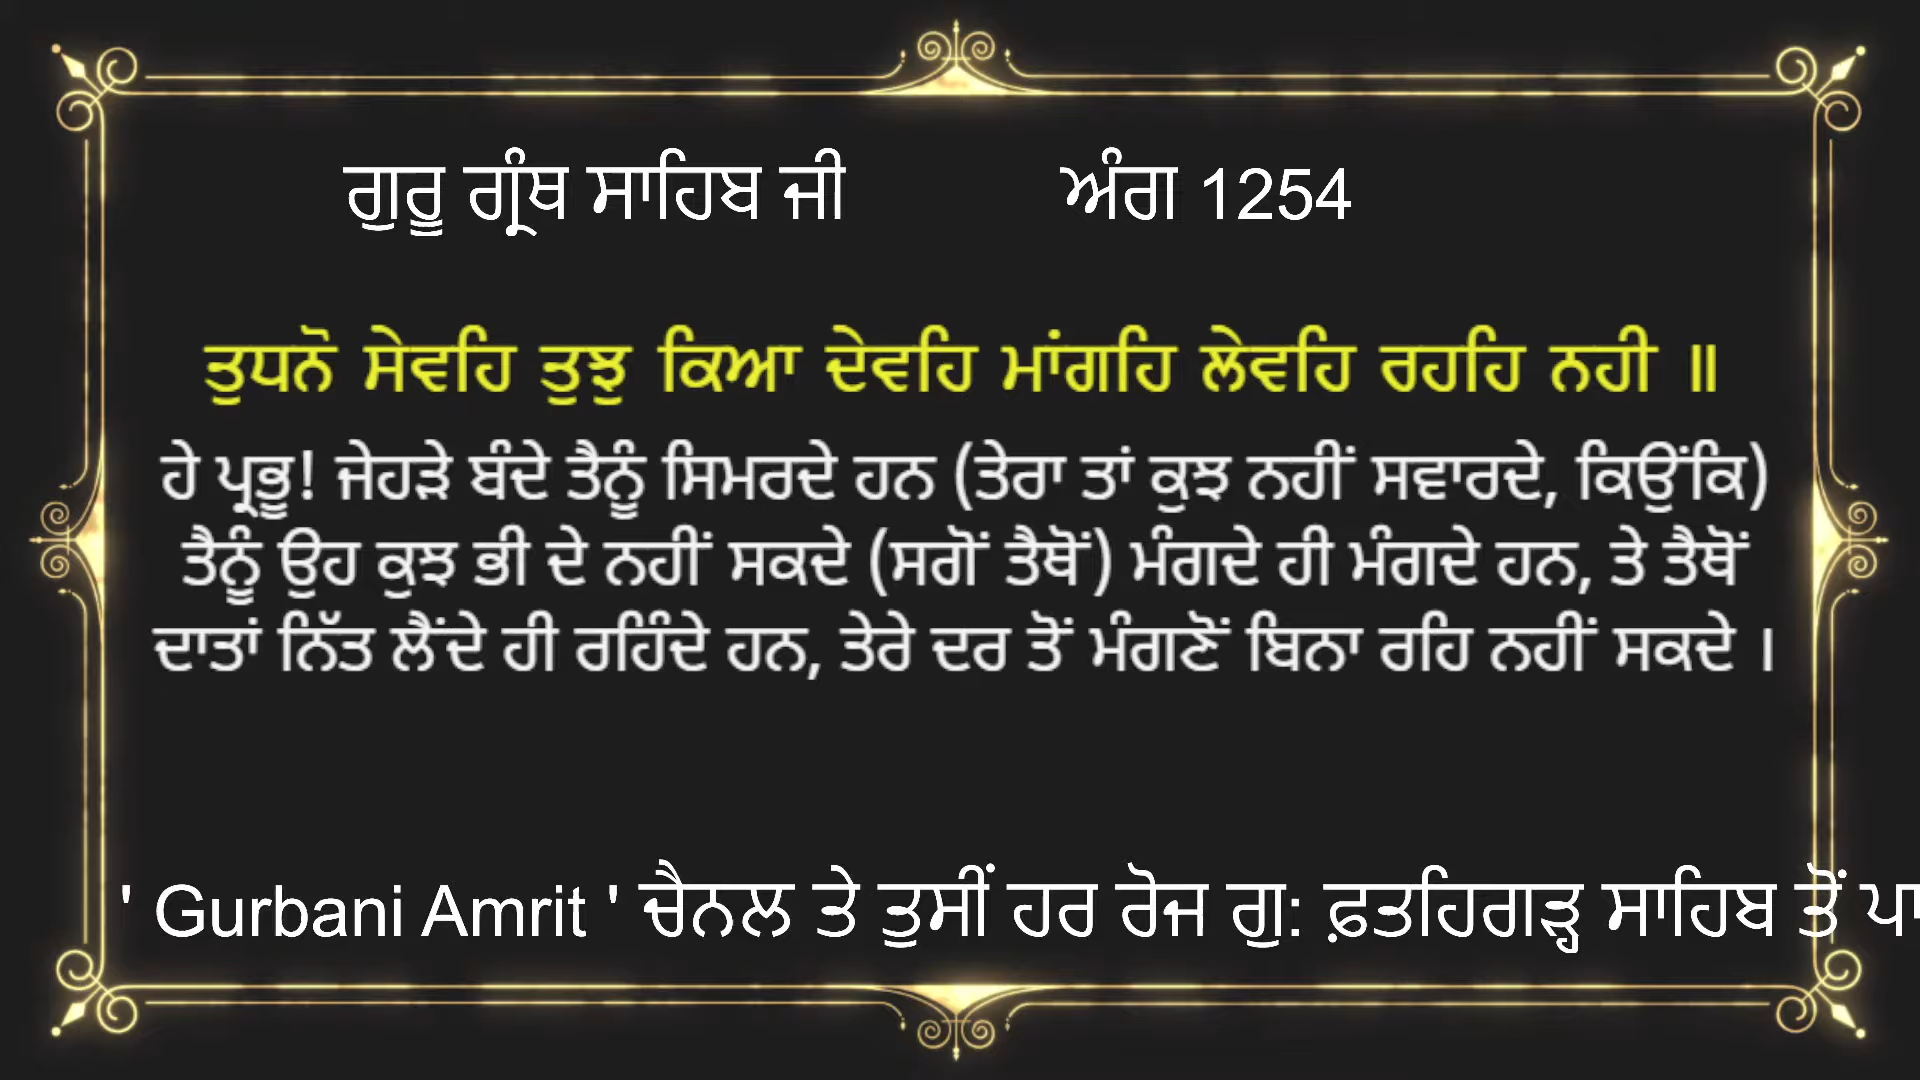 ਗੁਰੂ ਗ੍ਰੰਥ ਸਾਹਿਬ ਜੀ ਅੰਗ 1254
ਤੁਧਨੋ ਸੇਵਹਿ ਤੁਝੁ ਕਿਆ ਦੇਵਹਿ ਮਾਂਗਹਿ ਲੇਵਹਿ ਰਹਹਿ ਨਹੀ ॥
ਹੇ ਪ੍ਰਭੂ! ਜੇਹੜੇ ਬੰਦੇ ਤੈਨੂੰ ਸਿਮਰਦੇ ਹਨ (ਤੇਰਾ ਤਾਂ ਕੁਝ ਨਹੀਂ ਸਵਾਰਦੇ, ਕਿਉਂਕਿ)
ਤੈਨੂੰ ਉਹ ਕੁਝ ਭੀ ਦੇ ਨਹੀਂ ਸਕਦੇ (ਸਗੋਂ ਤੈਥੋਂ) ਮੰਗਦੇ ਹੀ ਮੰਗਦੇ ਹਨ, ਤੇ ਤੈਥੋਂ
ਦਾਤਾਂ ਨਿੱਤ ਲੈਂਦੇ ਹੀ ਰਹਿੰਦੇ ਹਨ, ਤੇਰੇ ਦਰ ਤੋਂ ਮੰਗਣੋਂ ਬਿਨਾ ਰਹਿ ਨਹੀਂ ਸਕਦੇ ।
' Gurbani Amrit ' ਚੈਨਲ ਤੇ ਤੁਸੀਂ ਹਰ ਰੋਜ ਗੁ: ਫ਼ਤਹਿਗੜ੍ਹ ਸਾਹਿਬ ਤੋਂ